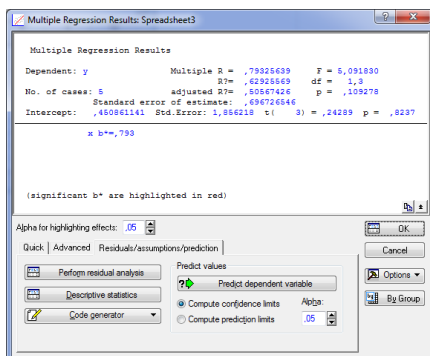 Multiple Regression Results: Spreadsheet3
Multiple Regression Results
Dependent: y Multiple R = ,79325639 F = 5,091830
R?= ,62925569 df = 1,3
No. of cases: 5 adjusted R?= ,50567426 p = ,109278
Standard error of estimate: ,696726546
Intercept: ,450861141 Std.Error: 1,856218 t( 3) = ,24289 p = ,8237
x b*=,793
(significant b* are highlighted in red)
Alpha for highlighting effects: ,05
OK
Quick Advanced Residuals/assumptions/prediction
Cancel
Perform residual analysis
Descriptive statistics
Code generator
Predict values
Predict dependent variable
Compute confidence limits
Compute prediction limits
Alpha:
,05
Options
By Group